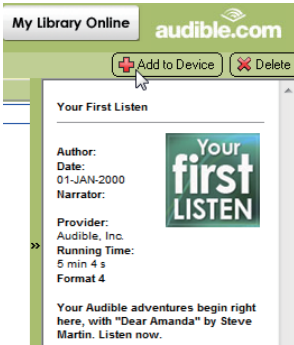 My Library Online
audible.com
Add to Device
Delete
Your First Listen
Author:
Date:
01-JAN-2000
Narrator:
Provider:
Audible, Inc.
Running Time:
5 min 4 s
Format 4
Your
first
LISTEN
»
Your Audible adventures begin right
here, with "Dear Amanda" by Steve
Martin. Listen now.